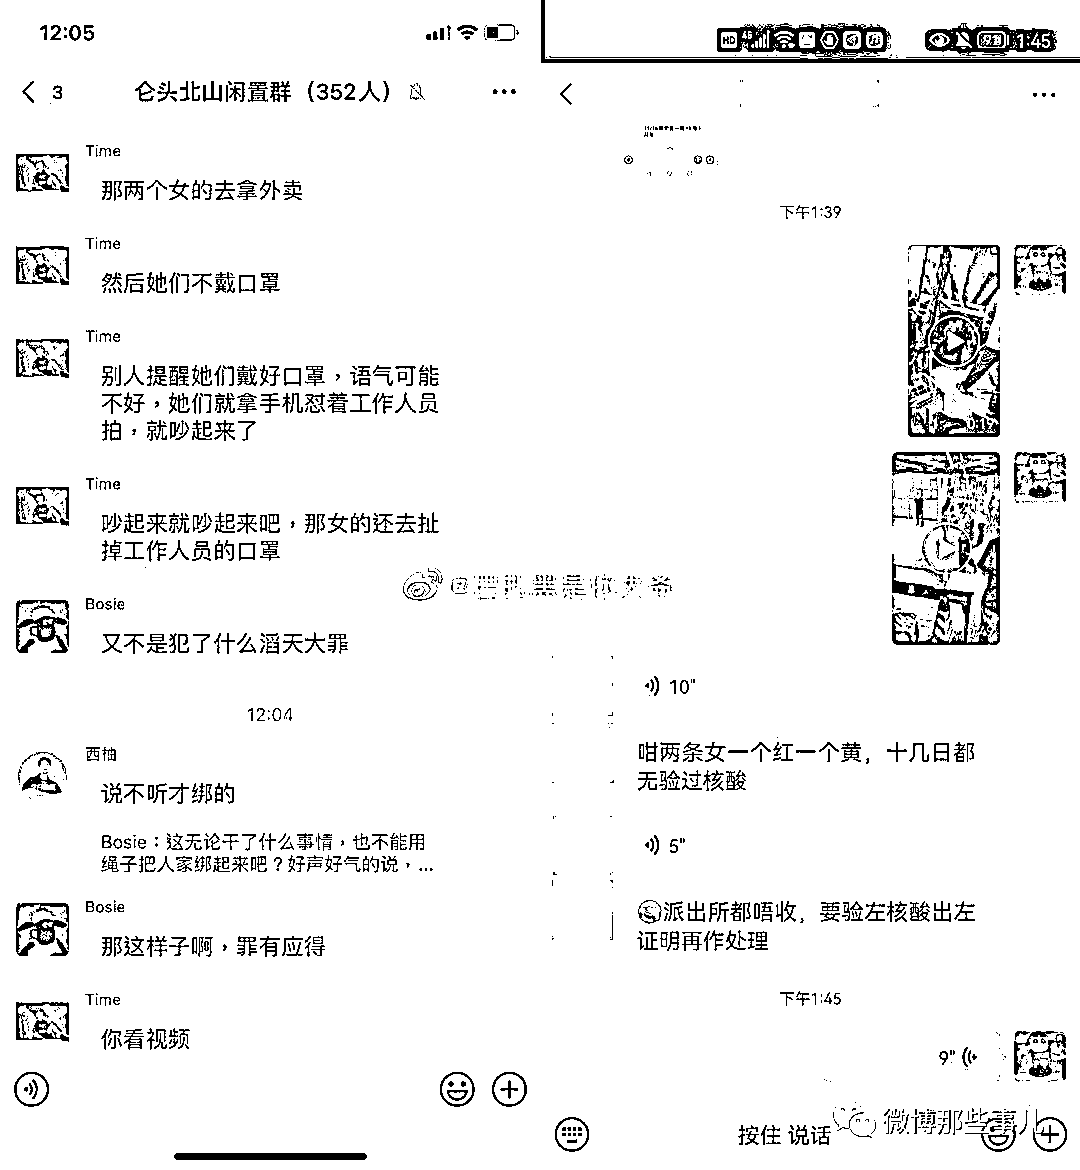 12:05
3
仑头北山闲置群（352人）
Time
那两个女的去拿外卖
Time
然后她们不戴口罩
Time
别人提醒她们戴好口罩，语气可能
不好，她们就拿手机怼着工作人员
拍，就吵起来了
Time
吵起来就吵起来吧，那女的还去扯
掉工作人员的口罩
Bosie
又不是犯了什么滔天大罪
12:04
西柚
说不听才绑的
Bosie：这无论干了什么事情，也不能用
绳子把人家绑起来吧？好声好气的说，...
Bosie
那这样子啊，罪有应得
Time
你看视频
HD
1:45
下午1:39
0:19
10"
咁两条女一个红一个黄，十几日都
无验过核酸
5"
派出所都唔收，要验左核酸出左
证明再作处理
下午1:45
9"
按住 说话
微博那些事儿